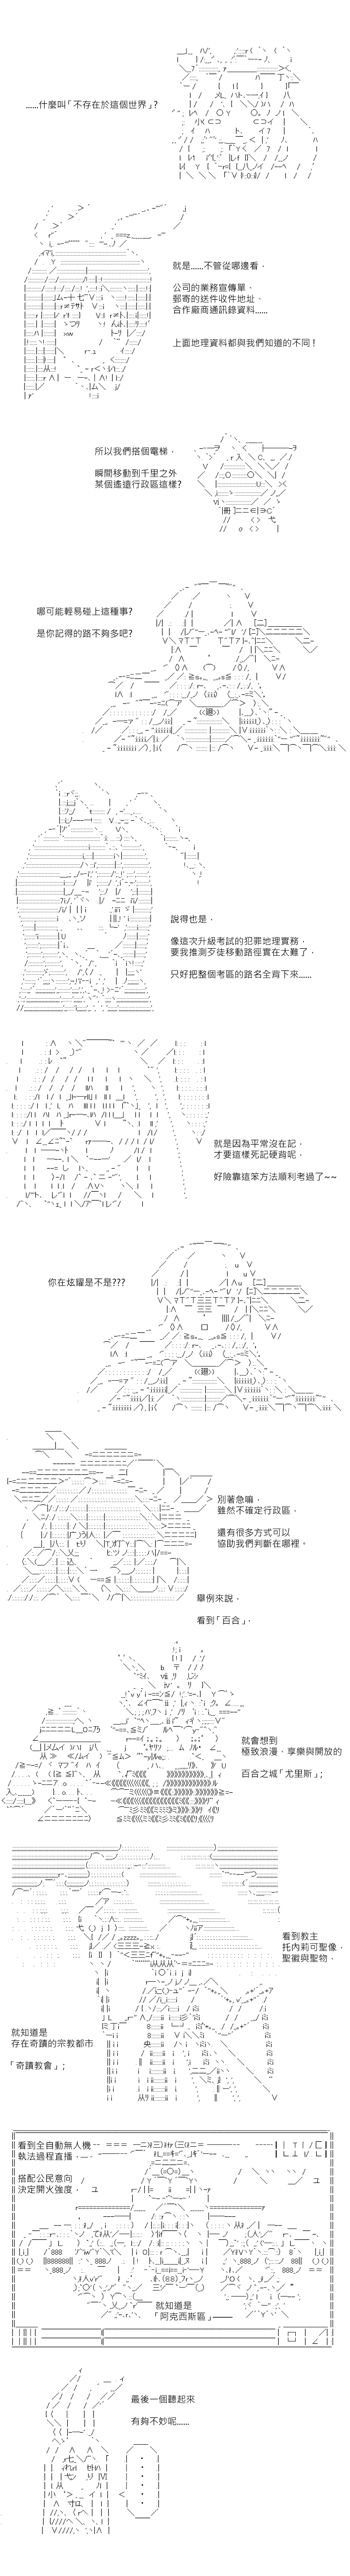 ......什麼叫「不存在於這個世界」?
就是......不管從哪邊看，
公司的業務宣傳單、
郵寄的送件收件地址、
合作廠商通訊錄資料......
上面地理資料都與我們知道的不同！
所以我們搭個電梯，
瞬間移動到千里之外
某個遙遠行政區這樣?
哪可能輕易碰上這種事?
是你記得的路不夠多吧?
說得也是，
像這次升級考試的犯罪地理實務，
要我推測歹徒移動路徑實在太難了，
只好把整個考區的路名全背下來......
就是因為平常沒在記，
才要這樣死記硬背呢，
好險靠這笨方法順利考過了~~
你在炫耀是不是???
別著急嘛，
雖然不確定行政區，
還有很多方式可以
協助我們判斷在哪裡。
舉例來說，
看到「百合」，
就會想到
極致浪漫，享樂與開放的
百合之城「尤里斯」；
看到教士、
托內莉可聖像、
聖徽與聖物，
就知道是
存在奇蹟的宗教都市
「奇蹟教會」；
看到全自動無人機
執法過程直播，
搭配公民意向
決定開火強度，
就知道是
「阿克西斯區」──
最後一個聽起來
有夠不妙呢......